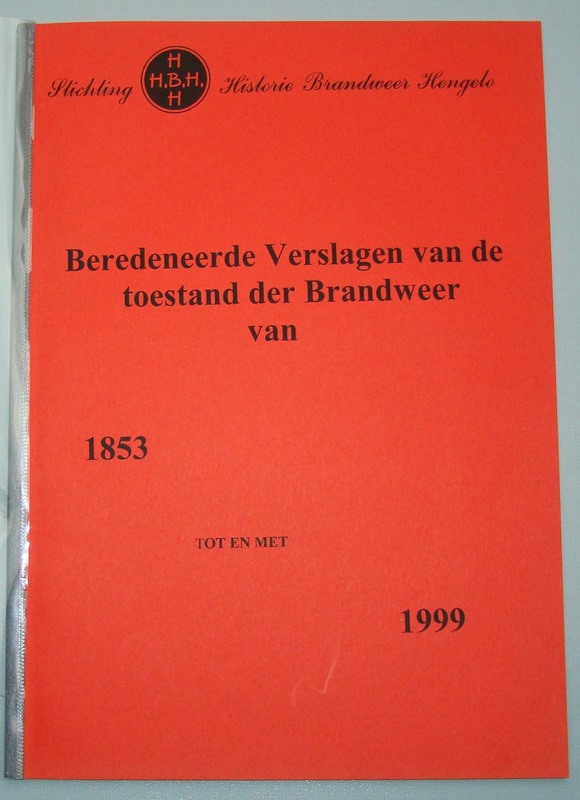 Stichting H H.B.H. H Historie Brandweer Hengelo
Beredeneerde Verslagen van de
toestand der Brandweer
van
1853
TOT EN MET
1999